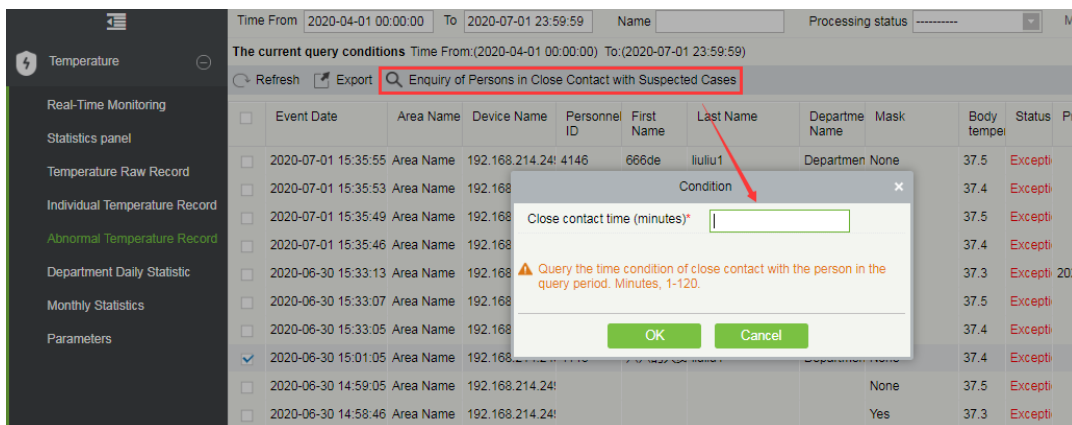 Time From 2020-04-01 00:00:00 To 2020-07-01 23:59:59 Name Processing status ----------
The current query conditions Time From:(2020-04-01 00:00:00) To:(2020-07-01 23:59:59)
Refresh Export Enquiry of Persons in Close Contact with Suspected Cases
Temperature
Real-Time Monitoring
Statistics panel
Temperature Raw Record
Individual Temperature Record
Abnormal Temperature Record
Department Daily Statistic
Monthly Statistics
Parameters
Event Date Area Name Device Name Personnel ID First Name Last Name Departme Name Mask Body temper Status
2020-07-01 15:35:55 Area Name 192.168.214.24 4146 666de liuliu1 Departmen None 37.5 Excepti
2020-07-01 15:35:53 Area Name 192.168 37.4 Excepti
2020-07-01 15:35:49 Area Name 192.168 37.5 Excepti
2020-07-01 15:35:46 Area Name 192.168 37.4 Excepti
2020-06-30 15:33:13 Area Name 192.168 37.3 Excepti 20
2020-06-30 15:33:07 Area Name 192.168 37.5 Excepti
2020-06-30 15:33:05 Area Name 192.168 37.4 Excepti
2020-06-30 15:01:05 Area Name 192.168 37.4 Excepti
2020-06-30 14:59:05 Area Name 192.168.214.24 None 37.5 Excepti
2020-06-30 14:58:46 Area Name 192.168.214.24 Yes 37.3 Excepti
Condition
Close contact time (minutes)*
Query the time condition of close contact with the person in the
query period. Minutes, 1-120.
OK Cancel